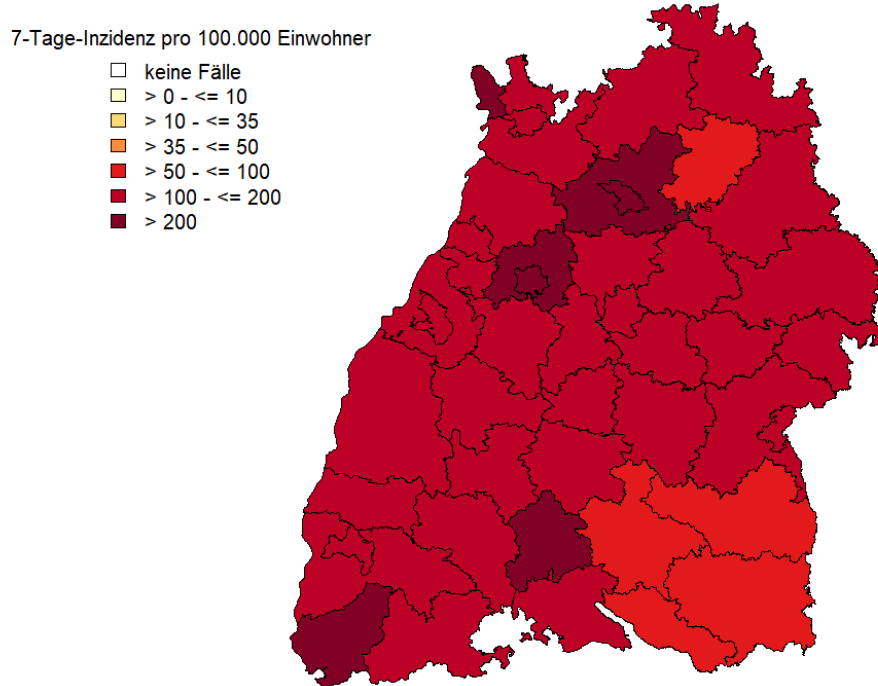 7-Tage-Inzidenz pro 100.000 Einwohner
keine Fälle
> 0 - <= 10
> 10 - <= 35
> 35 - <= 50
> 50 - <= 100
> 100 - <= 200
> 200